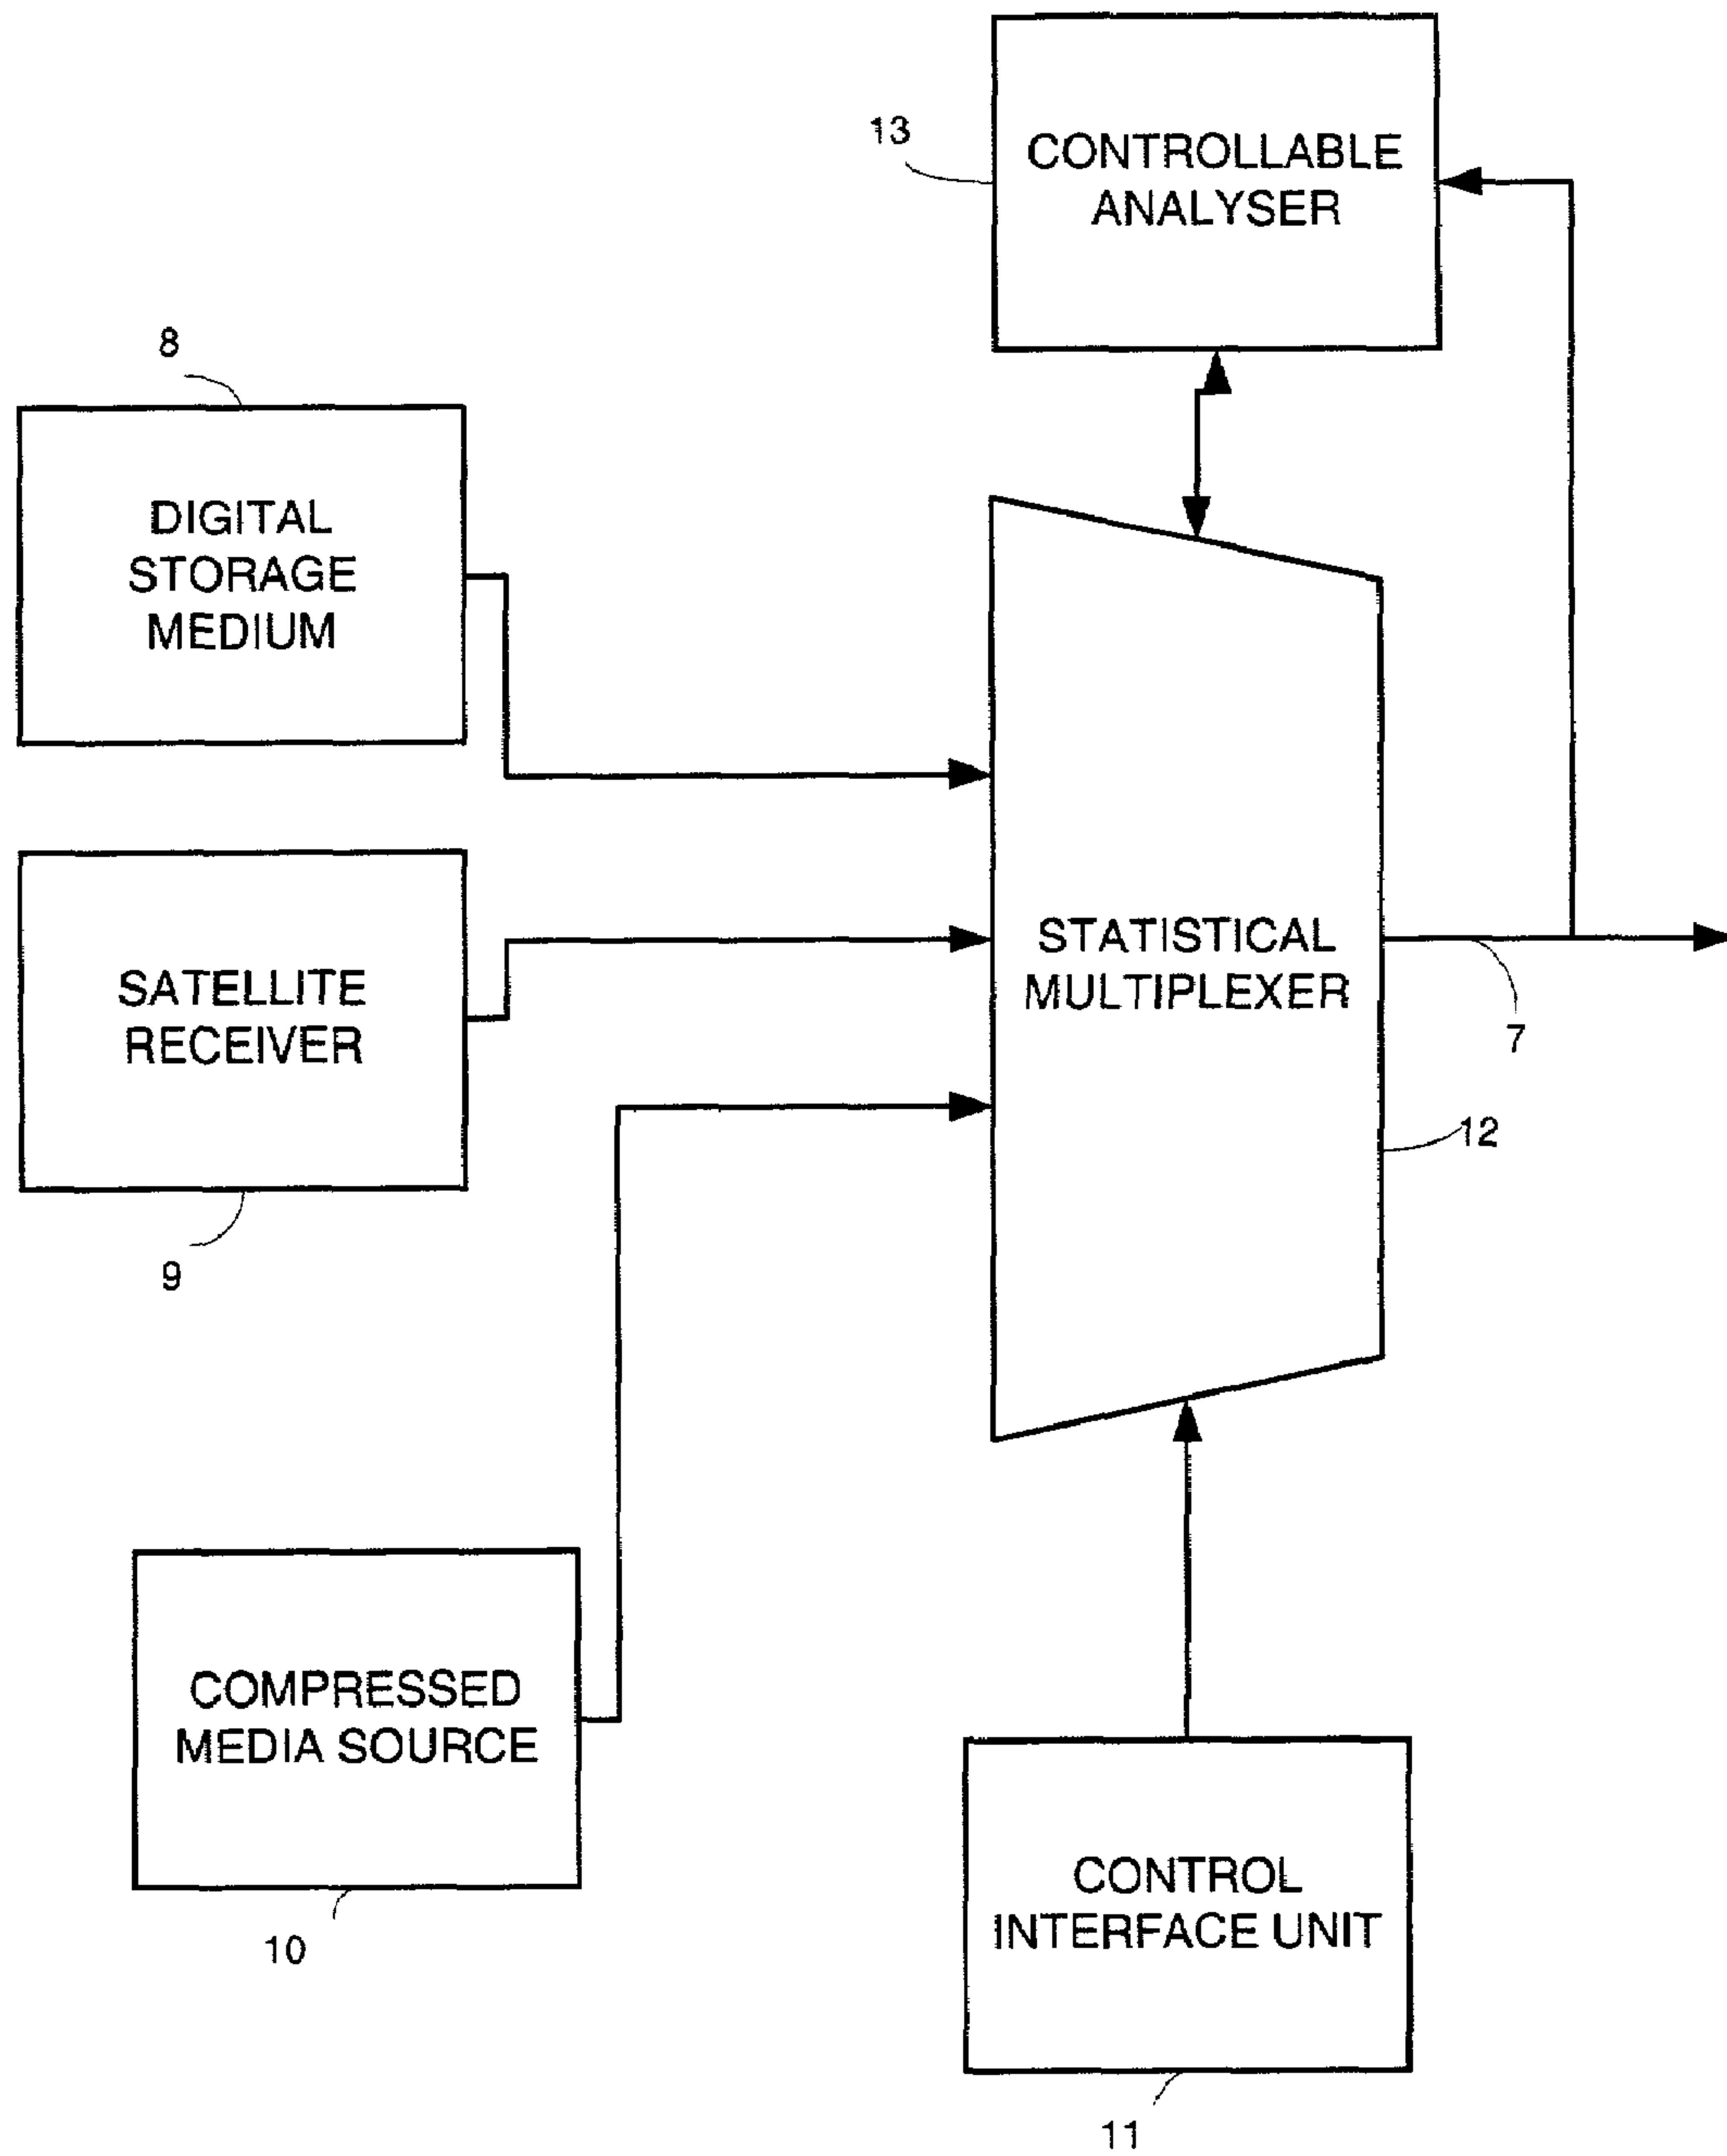 13
CONTROLLABLE
ANALYSER
8
DIGITAL
STORAGE
MEDIUM
SATELLITE
RECEIVER
9
STATISTICAL
MULTIPLEXER
7
12
COMPRESSED
MEDIA SOURCE
10
CONTROL
INTERFACE UNIT
11